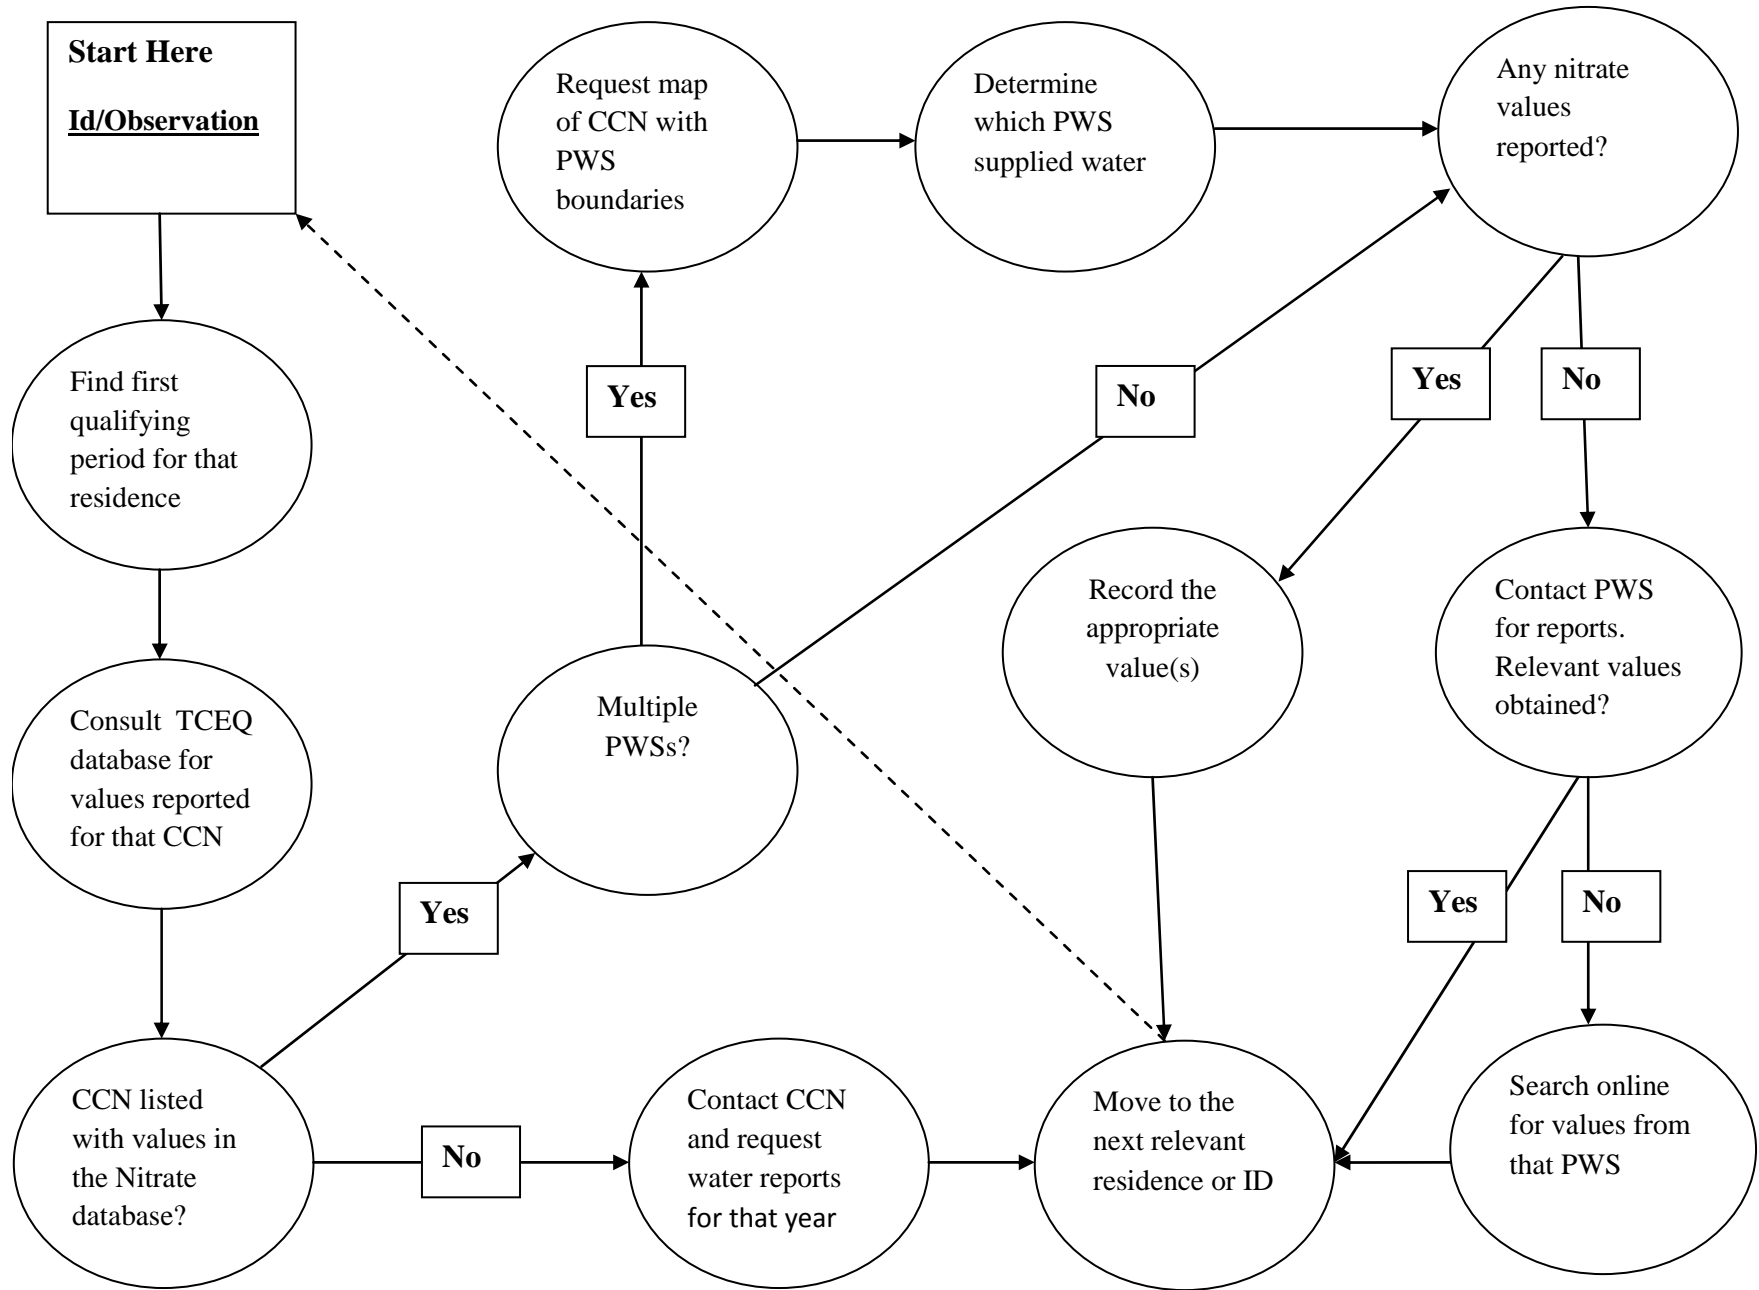 Start Here
Id/Observation
Find first
qualifying
period for that
residence
Consult TCEQ
database for
values reported
for that CCN
CCN listed
with values in
the Nitrate
database?
Yes
No
Multiple
PWSs?
Yes
No
Request map
of CCN with
PWS
boundaries
Determine
which PWS
supplied water
Any nitrate
values
reported?
Yes
No
Record the
appropriate
value(s)
Contact PWS
for reports.
Relevant values
obtained?
Yes
No
Contact CCN
and request
water reports
for that year
Move to the
next relevant
residence or ID
Search online
for values from
that PWS